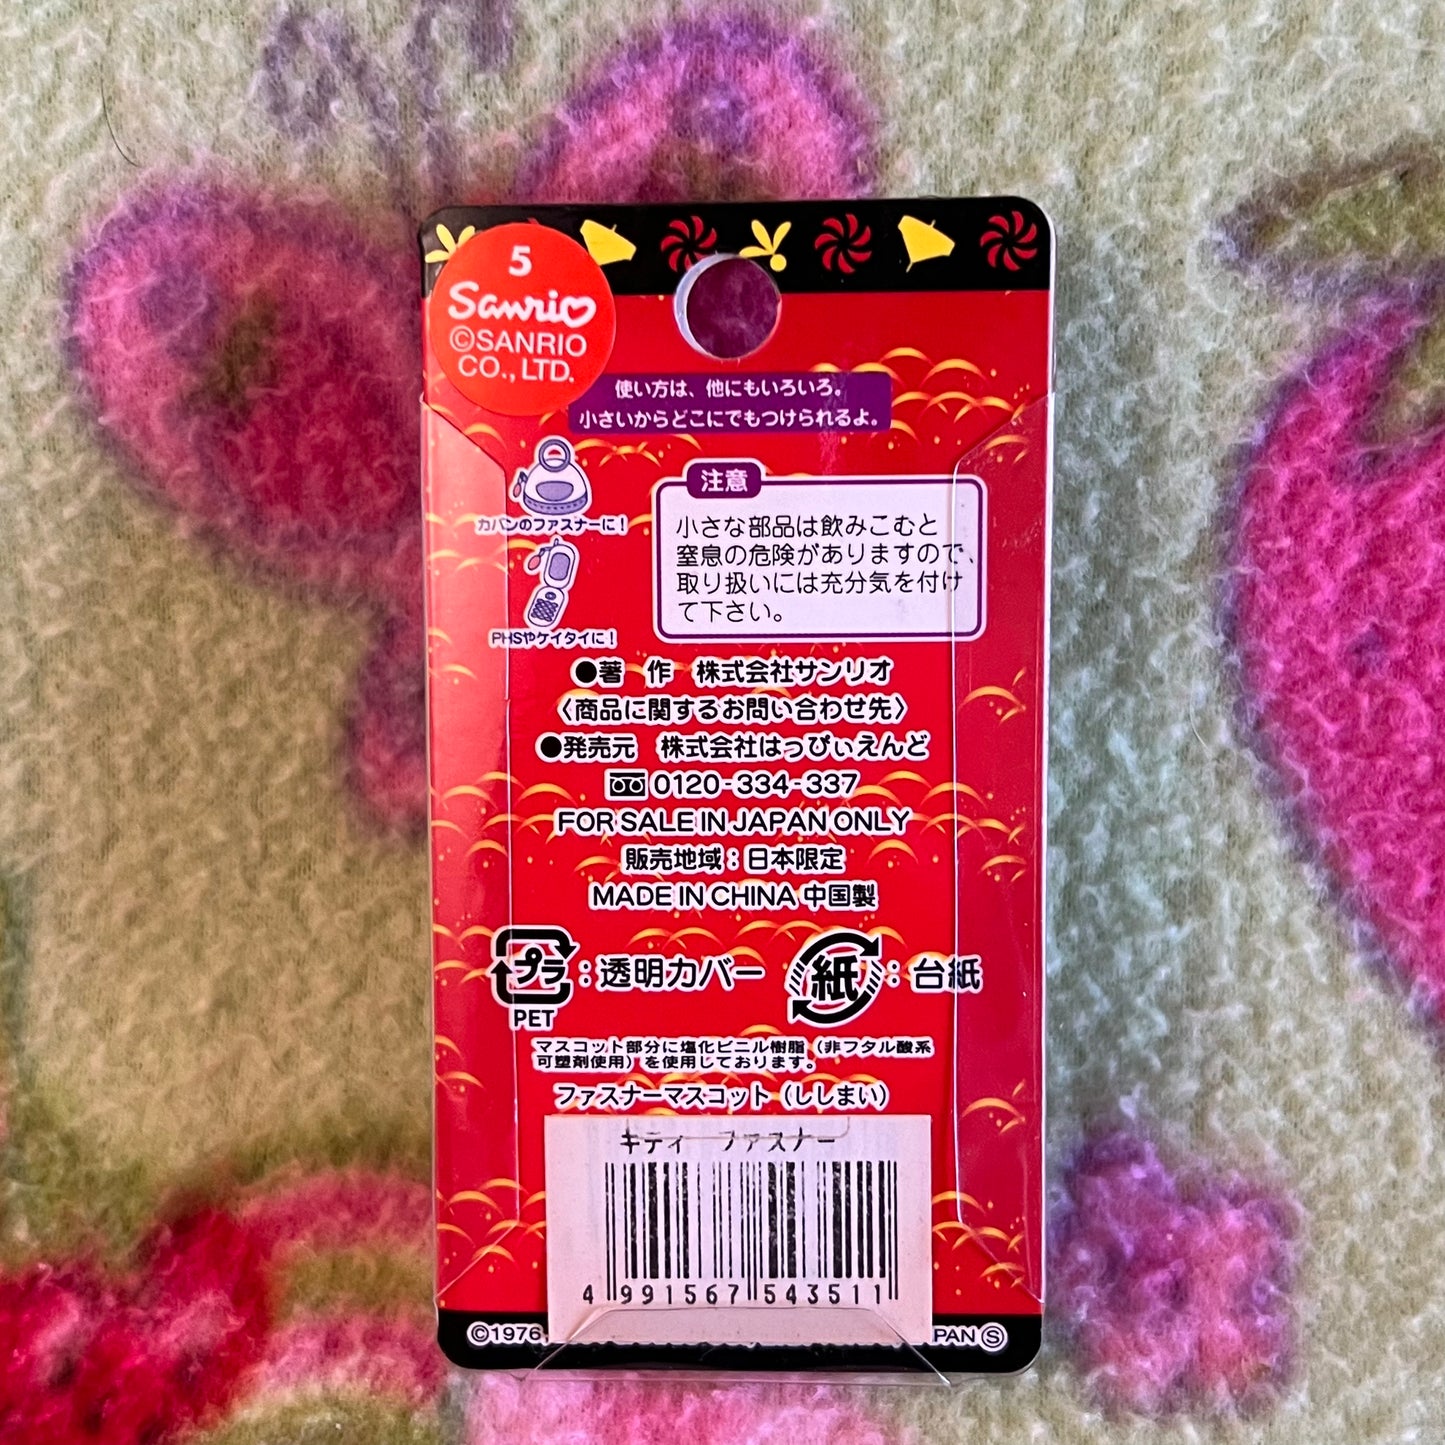 5
Sanrio
©SANRIO
CO., LTD.
使い方は、他にもいろいろ。
小さいからどこにでもつけられるよ。
カバンのファスナーに!
PHSやケイタイに!
注意
小さな部品は飲みこむと
窒息の危険がありますので、
取り扱いには充分気を付け
て下さい。
●著 作 株式会社サンリオ
〈商品に関するお問い合わせ先〉
●発売元 株式会社はっぴぃえんど
0120-334-337
FOR SALE IN JAPAN ONLY
販売地域:日本限定
MADE IN CHINA 中国製
プラ:透明カバー 紙:台紙
PET
マスコット部分に塩化ビニル樹脂(非フタル酸系
可塑剤使用)を使用しております。
ファスナーマスコット(ししまい)
キティ ファスナー
4 991567 543511
©1976, PAN Ⓢ